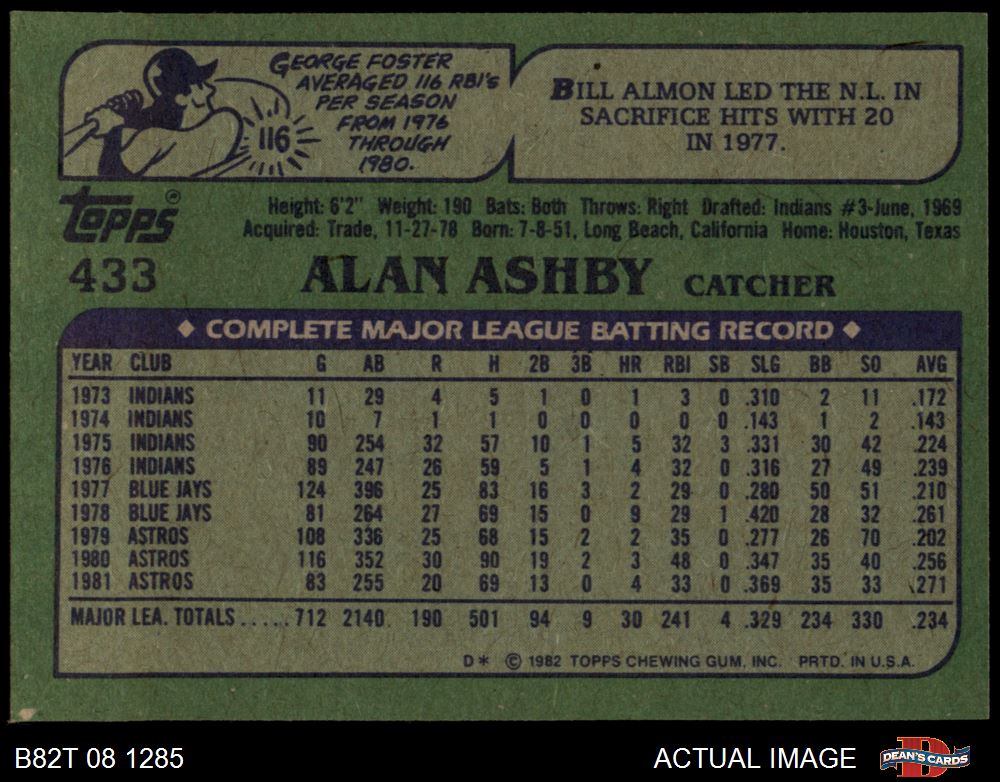 GEORGE FOSTER
AVERAGED 116 RBI'S
PER SEASON
FROM 1976
THROUGH
1980.
116
BILL ALMON LED THE N.L. IN
SACRIFICE HITS WITH 20
IN 1977.
TOPPS®
Height: 6'2" Weight: 190 Bats: Both Throws: Right Drafted: Indians #3-June, 1969
Acquired: Trade, 11-27-78 Born: 7-8-51, Long Beach, California Home: Houston, Texas
433 ALAN ASHBY CATCHER
◆ COMPLETE MAJOR LEAGUE BATTING RECORD ◆
YEAR CLUB G AB R H 2B 3B HR RBI SB SLG BB SO AVG
1973 INDIANS 11 29 4 5 1 0 1 3 0 .310 2 11 .172
1974 INDIANS 10 7 1 1 0 0 0 0 0 .143 1 2 .143
1975 INDIANS 90 254 32 57 10 1 5 32 3 .331 30 42 .224
1976 INDIANS 89 247 26 59 5 1 4 32 0 .316 27 49 .239
1977 BLUE JAYS 124 396 25 83 16 3 2 29 0 .280 50 51 .210
1978 BLUE JAYS 81 264 27 69 15 0 9 29 1 .420 28 32 .261
1979 ASTROS 108 336 25 68 15 2 2 35 0 .277 26 70 .202
1980 ASTROS 116 352 30 90 19 2 3 48 0 .347 35 40 .256
1981 ASTROS 83 255 20 69 13 0 4 33 0 .369 35 33 .271
MAJOR LEA. TOTALS.....712 2140 190 501 94 9 30 241 4 .329 234 330 .234
D* © 1982 TOPPS CHEWING GUM, INC. PRTD. IN U.S.A.
B82T 08 1285 ACTUAL IMAGE DEAN'S CARDS